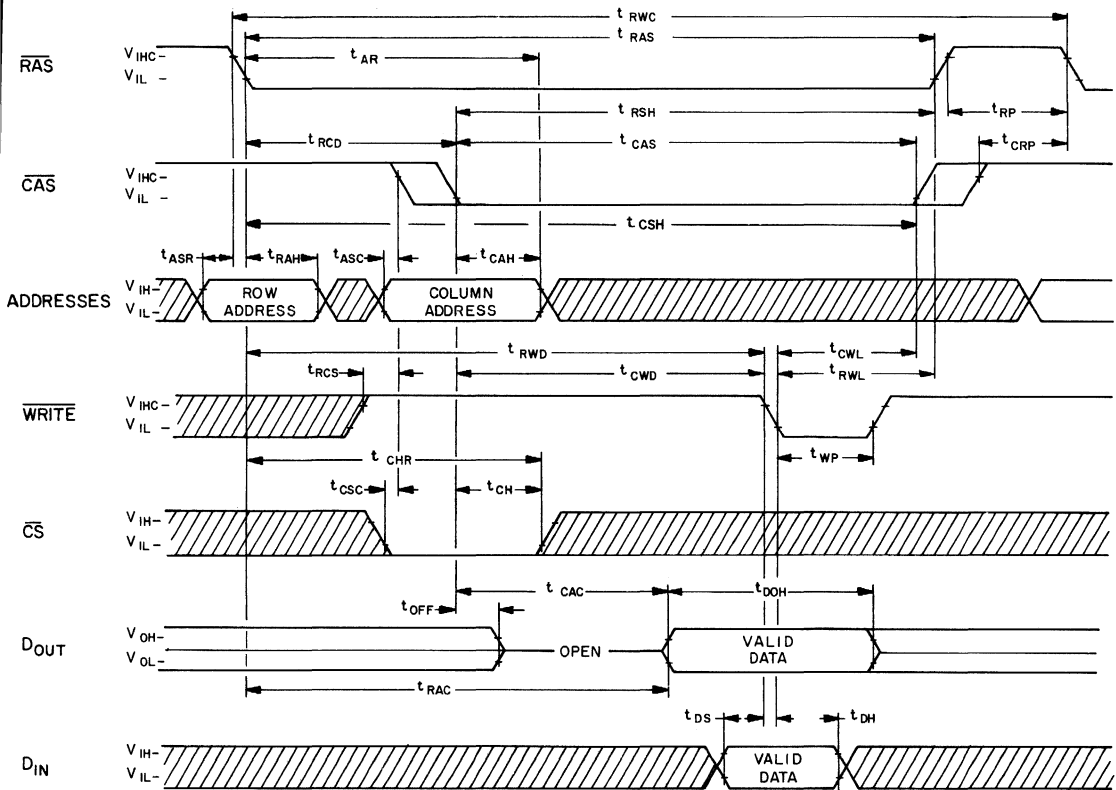 t RWC
t RAS
t AR
RAS
V IHC
V IL
t RSH
t RP
t RCD
t CAS
t CRP
CAS
V IHC
V IL
t CSH
t ASR
t RAH
t ASC
t CAH
ADDRESSES
V IH
V IL
ROW ADDRESS
COLUMN ADDRESS
t RWD
t CWL
t RCS
t CWD
t RWL
WRITE
V IHC
V IL
t CHR
t WP
t CSC
t CH
CS
V IH
V IL
t CAC
t DOH
t OFF
DOUT
V OH
V OL
OPEN
VALID DATA
t RAC
t DS
t DH
DIN
V IH
V IL
VALID DATA